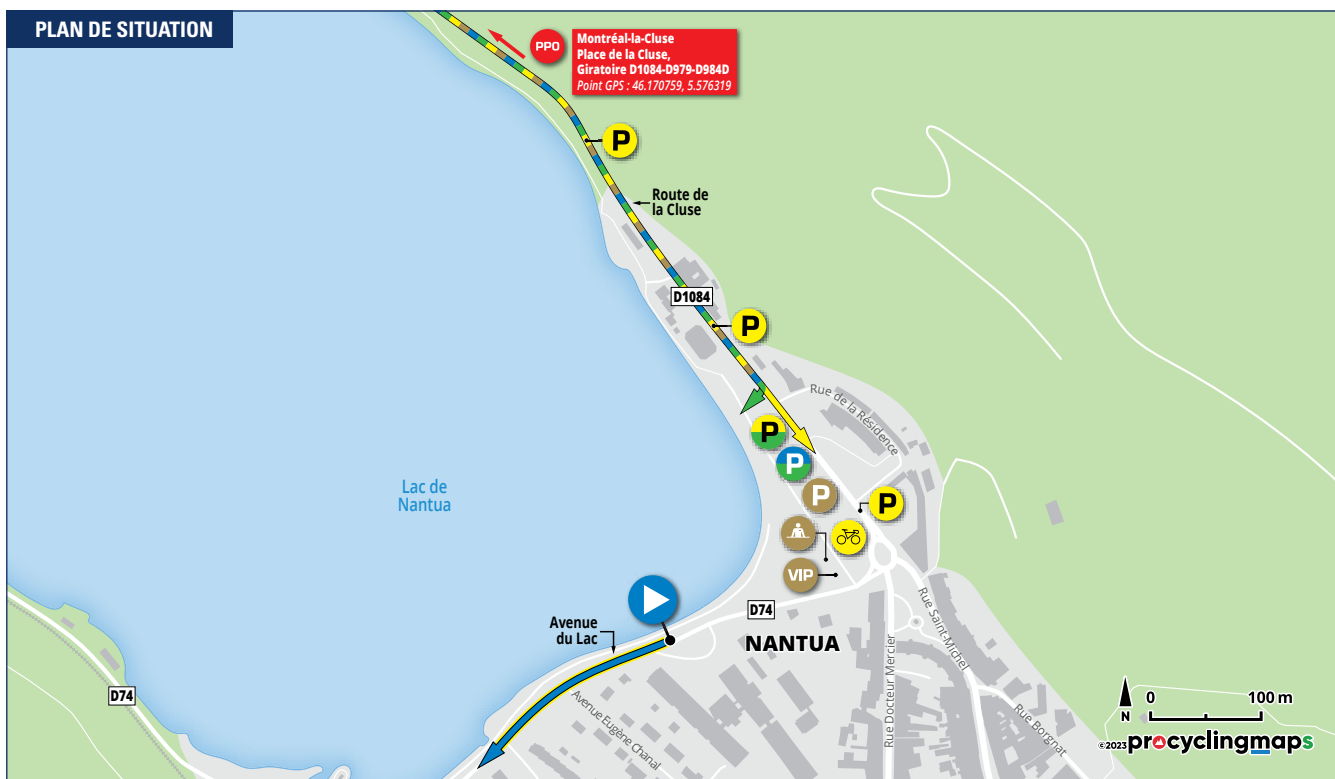 PLAN DE SITUATION
PPO
Montréal-la-Cluse
Place de la Cluse,
Giratoire D1084-D979-D984D
Point GPS : 46.170759, 5.576319
P
Route de
la Cluse
D1084
P
Rue de la Résidence
P
P
P
P
VIP
Lac de
Nantua
D74
Avenue
du Lac
NANTUA
Rue Saint-Michel
Rue Docteur Mercier
Avenue Eugène Chanal
Rue Borgnat
D74
N
0 100 m
©2023 procyclingmaps